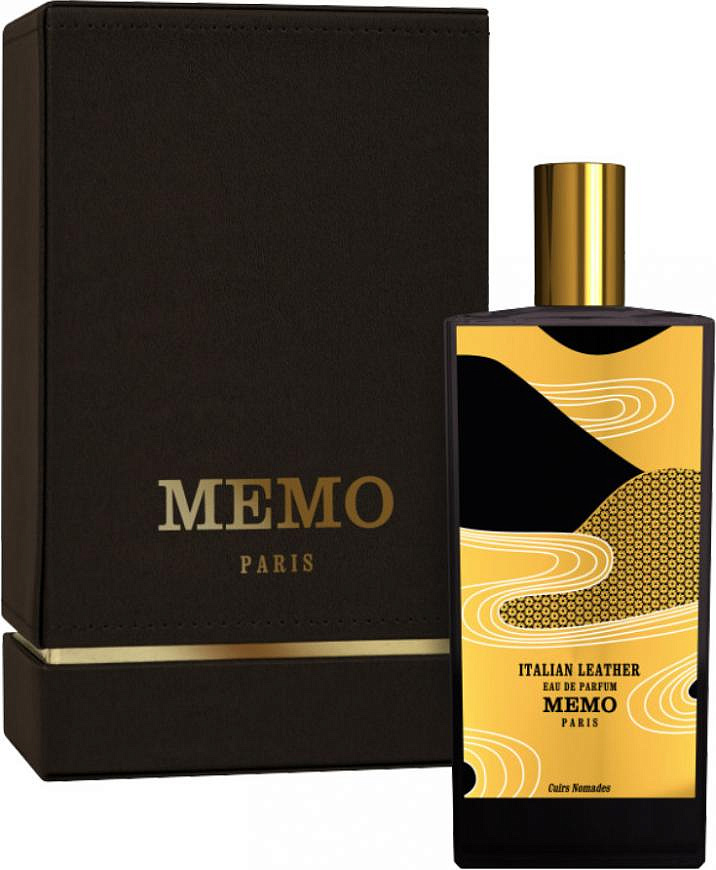 MEMO
PARIS
ITALIAN LEATHER
EAU DE PARFUM
MEMO
PARIS
Cuirs Nomades